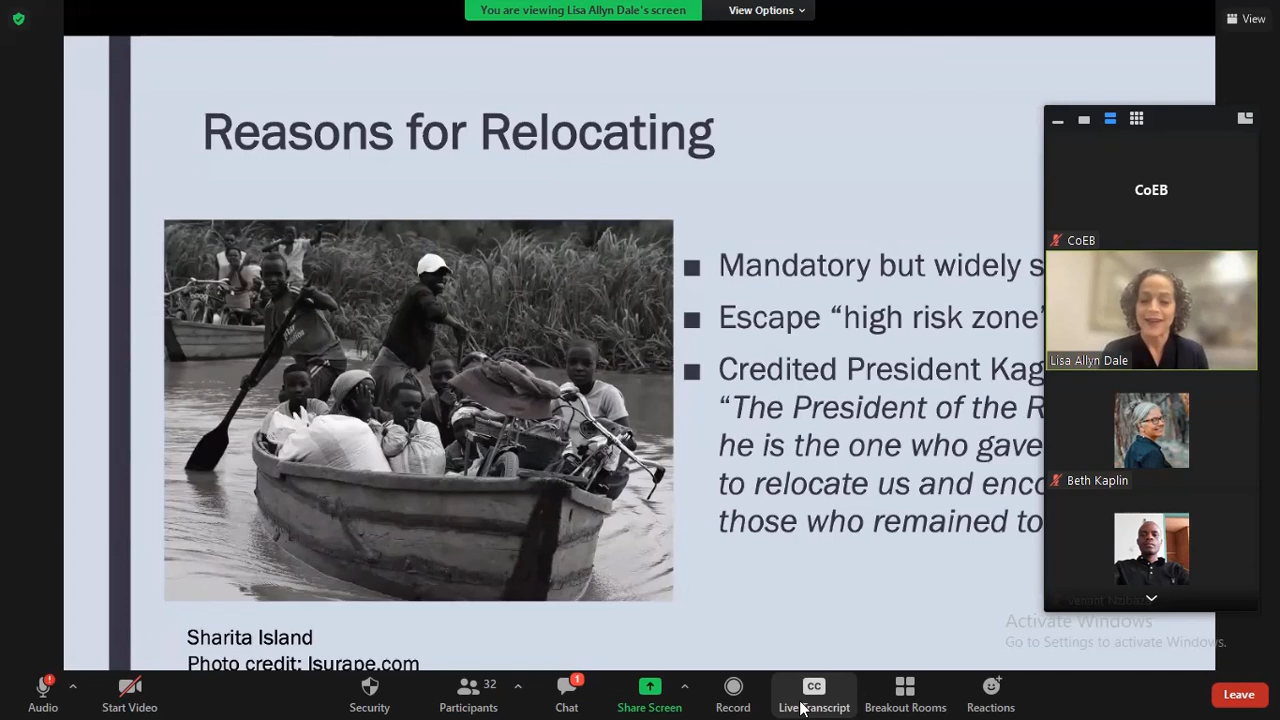 You are viewing Lisa Allyn Dale's screen
View Options
View
Reasons for Relocating
CoEB
CoEB
Mandatory but widely s
Lisa Allyn Dale
Escape “high risk zone”
Credited President Kag
“The President of the R
he is the one who gave
to relocate us and enco
those who remained to
Beth Kaplin
Sharita Island
Photo credit: Isurape.com
Activate Windows
Go to Settings to activate Windows.
Audio
Start Video
Security
32
Participants
1
Chat
Share Screen
Record
CC
Live Transcript
Breakout Rooms
Reactions
Leave